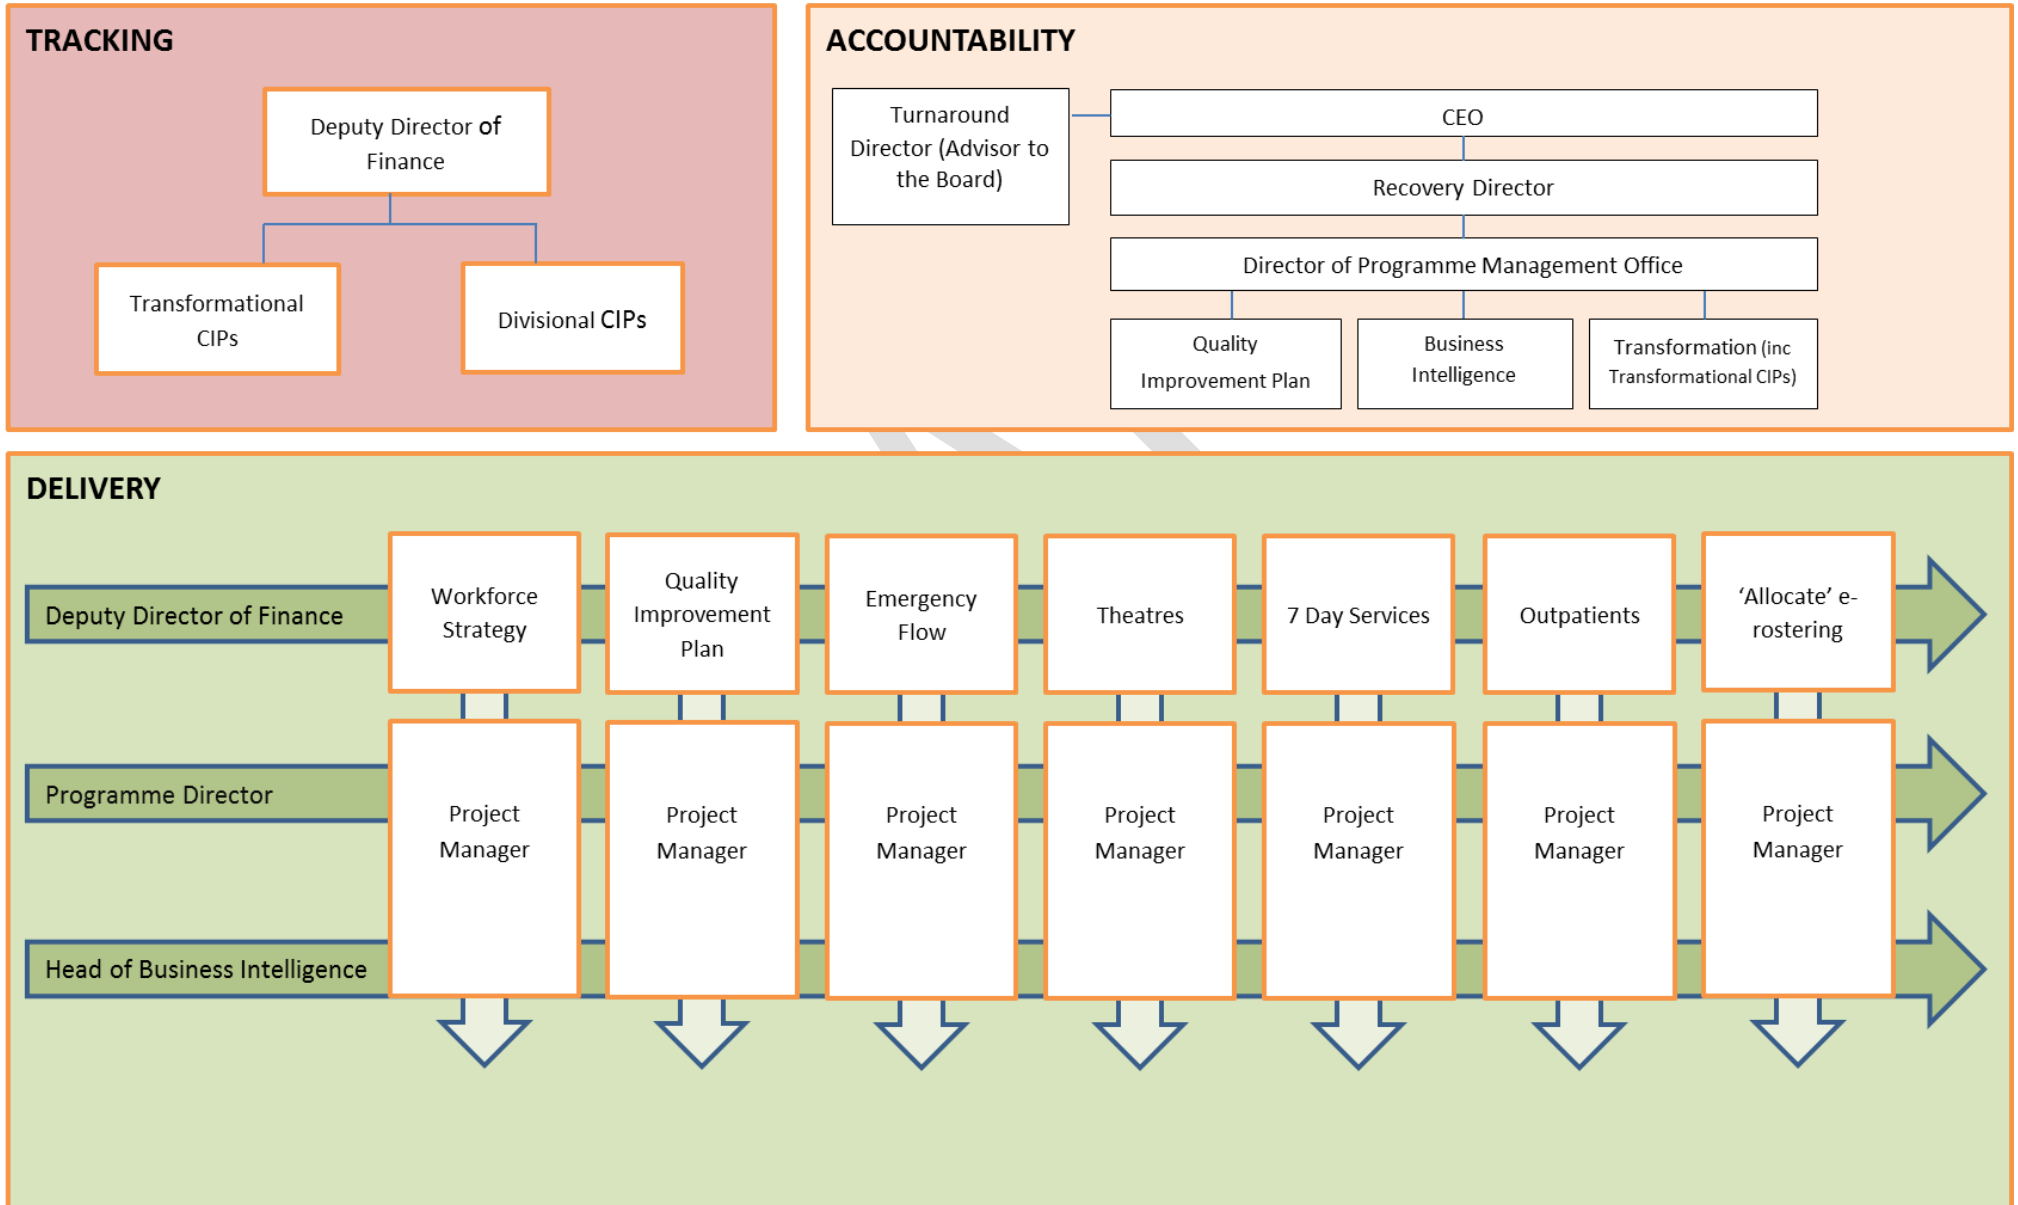 TRACKING
Deputy Director of
Finance
Transformational
CIPs
Divisional CIPs
ACCOUNTABILITY
Turnaround
Director (Advisor to
the Board)
CEO
Recovery Director
Director of Programme Management Office
Quality
Improvement Plan
Business
Intelligence
Transformation (inc
Transformational CIPs)
DELIVERY
Deputy Director of Finance
Workforce
Strategy
Quality
Improvement
Plan
Emergency
Flow
Theatres
7 Day Services
Outpatients
‘Allocate’ e-
rostering
Programme Director
Project
Manager
Project
Manager
Project
Manager
Project
Manager
Project
Manager
Project
Manager
Project
Manager
Head of Business Intelligence